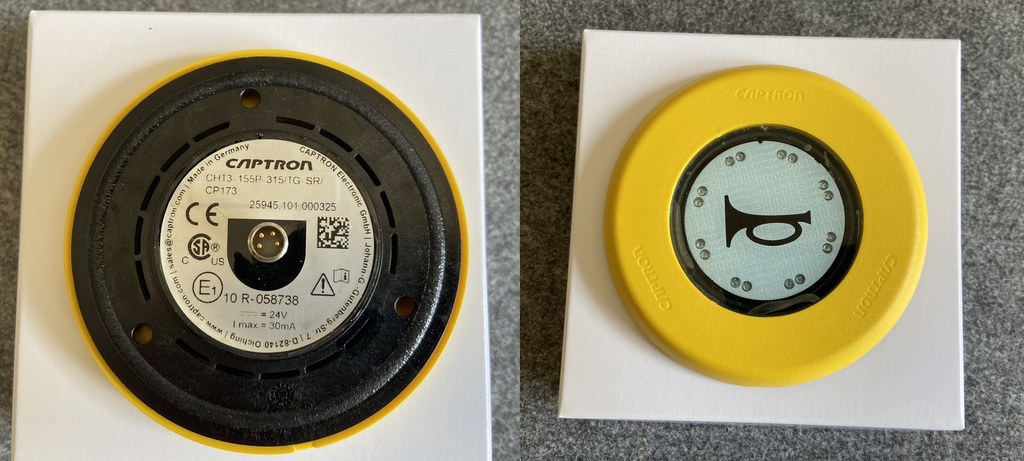 Made in Germany
CAPTRON
CAPTRON Electronic GmbH | Johann-G.-Gutenberg-Str. 7 | D-82140 Olching | www.captron.com | sales@captron.com |
CHT3-155P-315/TG-SR/
CP173
25945.101.000325
CE
SA ®
C US
E1
10 R-058738
= 24V
I max = 30mA
CAPTRON
CAPTRON
CAPTRON